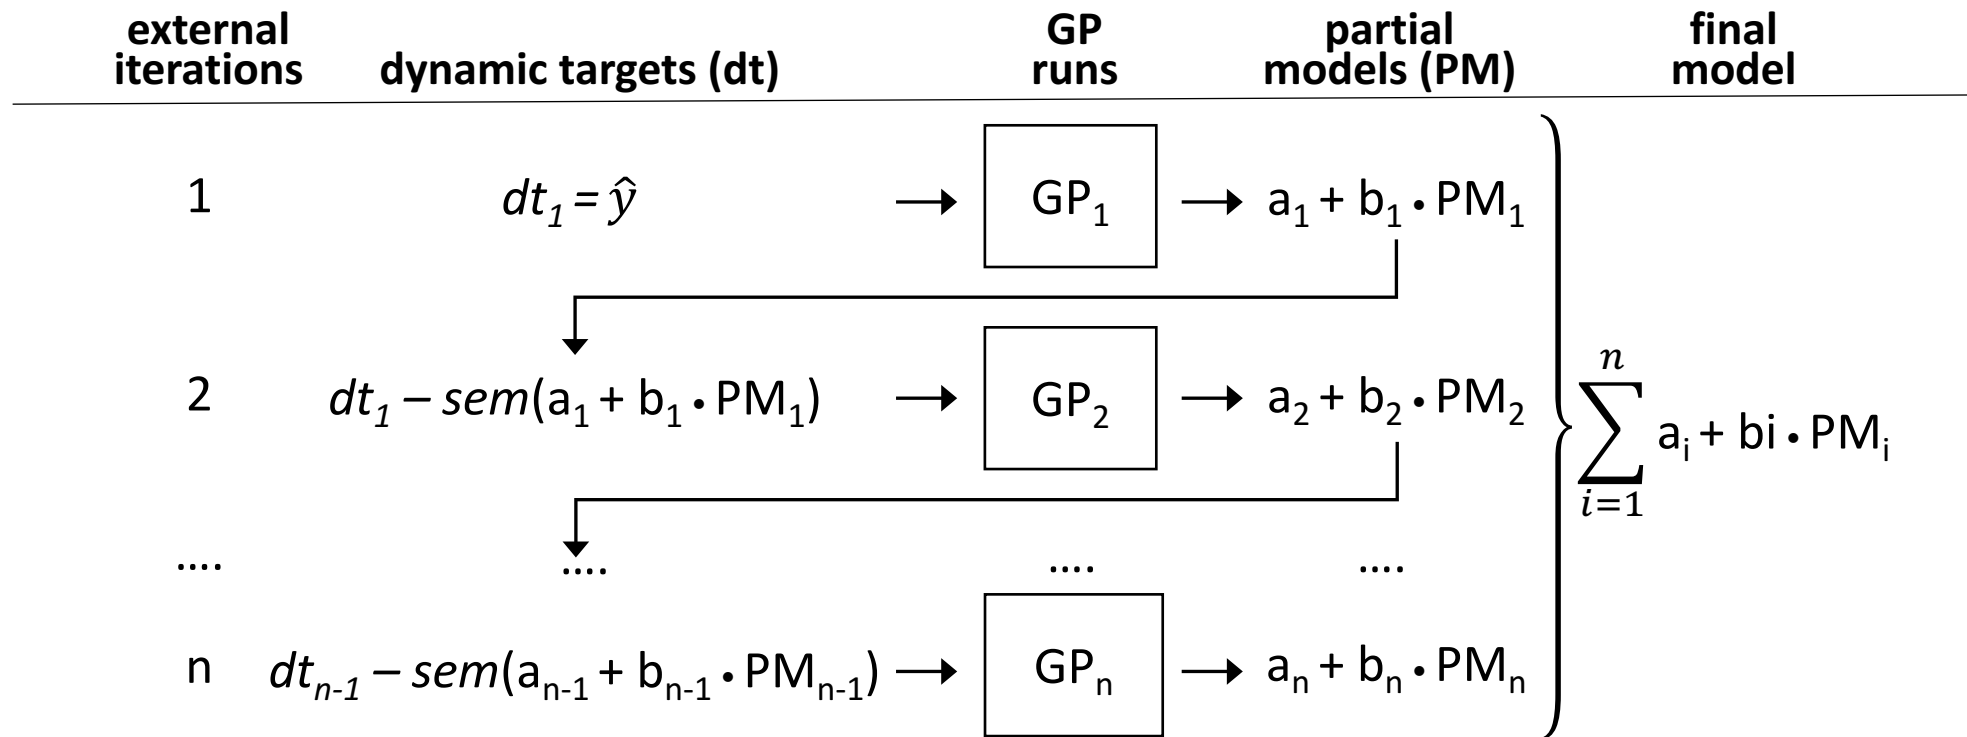 external iterations dynamic targets (dt) GP runs partial models (PM) final model
1 dt₁ = ŷ GP₁ a₁ + b₁ • PM₁
2 dt₁ – sem(a₁ + b₁ • PM₁) GP₂ a₂ + b₂ • PM₂
.... .... .... ....
n dtₙ₋₁ – sem(aₙ₋₁ + bₙ₋₁ • PMₙ₋₁) GPₙ aₙ + bₙ • PMₙ
n
∑ aᵢ + bi • PMᵢ
i=1